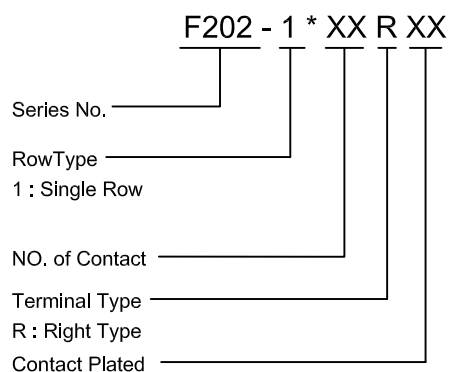 F202 - 1 * XX R XX
Series No.
RowType
1 : Single Row
NO. of Contact
Terminal Type
R : Right Type
Contact Plated